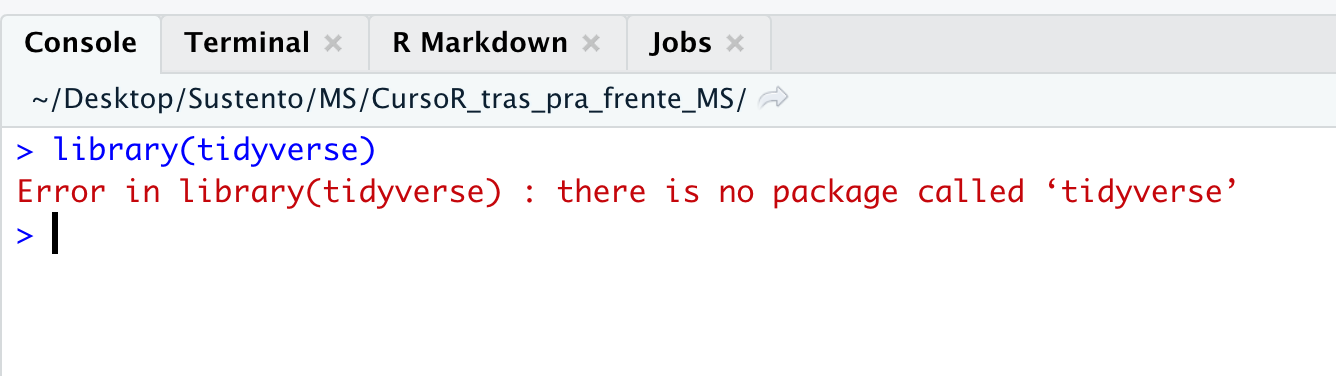 Console Terminal R Markdown Jobs
~/Desktop/Sustento/MS/CursoR_tras_pra_frente_MS/
> library(tidyverse)
Error in library(tidyverse) : there is no package called ‘tidyverse’
>